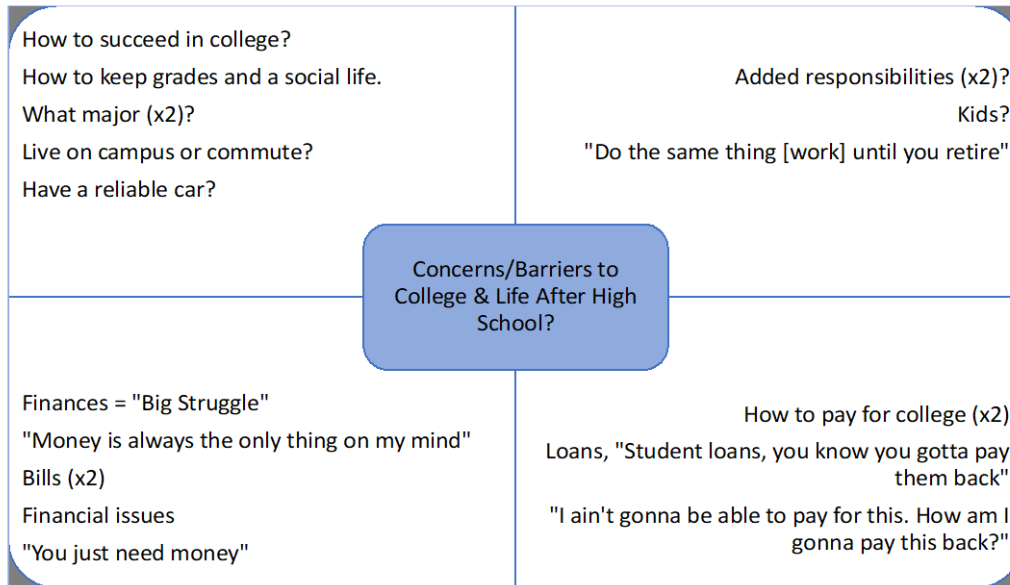 How to succeed in college?
How to keep grades and a social life.
What major (x2)?
Live on campus or commute?
Have a reliable car?
Added responsibilities (x2)?
Kids?
"Do the same thing [work] until you retire"
Concerns/Barriers to
College & Life After High
School?
Finances = "Big Struggle"
"Money is always the only thing on my mind"
Bills (x2)
Financial issues
"You just need money"
How to pay for college (x2)
Loans, "Student loans, you know you gotta pay
them back"
"I ain't gonna be able to pay for this. How am I
gonna pay this back?"